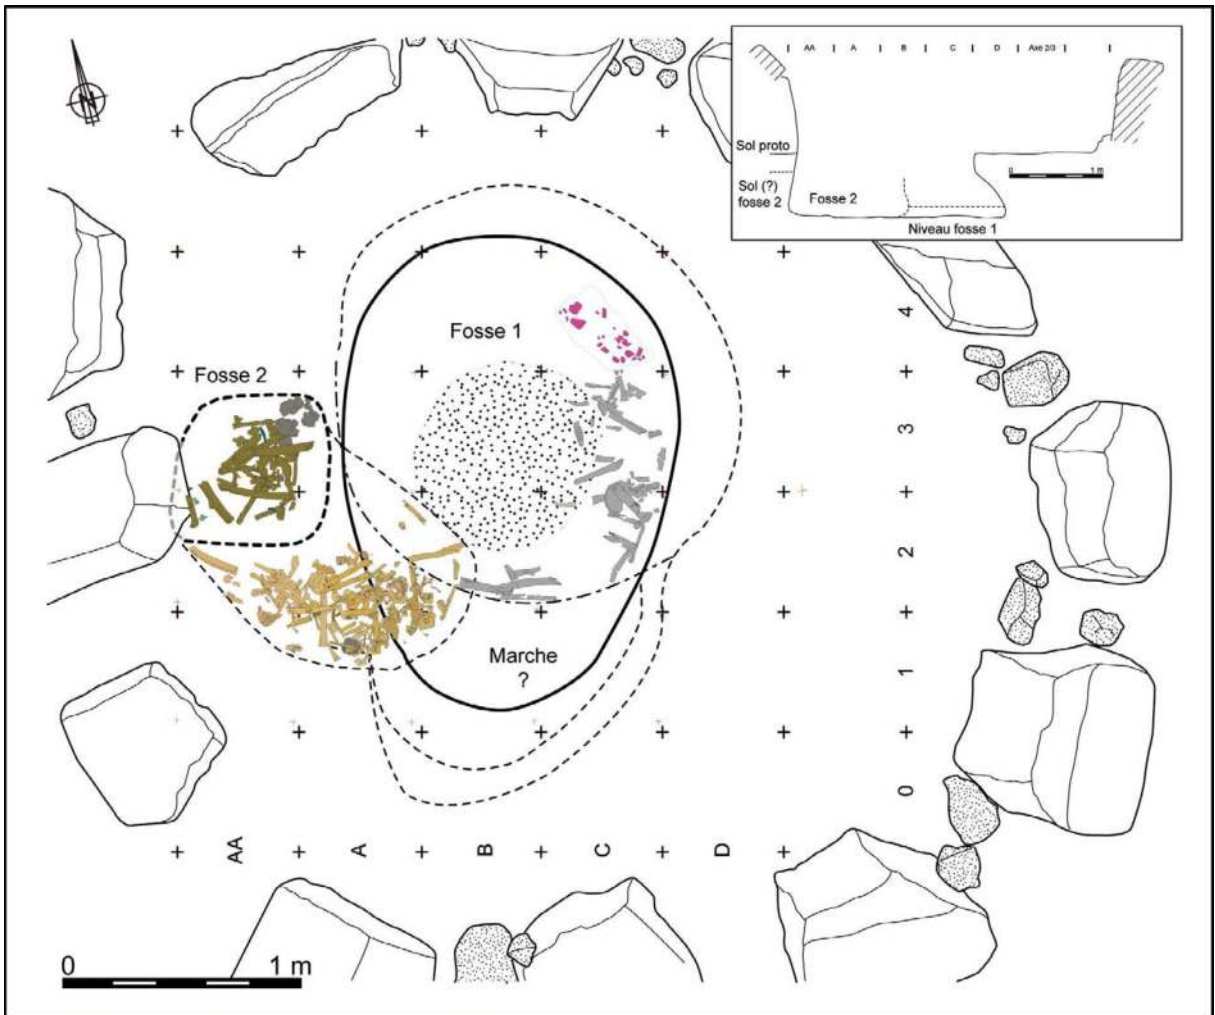 N
AA A B C D Axe 2/3
Sol proto
Sol (?)
fosse 2
Fosse 2
0 1 m
Niveau fosse 1
Fosse 1
Fosse 2
Marche
?
4
3
2
1
0
AA A B C D
0 1 m